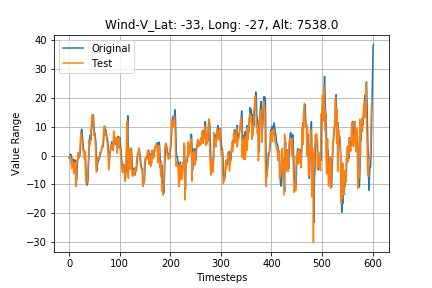 Wind-V_Lat: -33, Long: -27, Alt: 7538.0
Original
Test
Value Range
40
30
20
10
0
−10
−20
−30
0 100 200 300 400 500 600
Timesteps